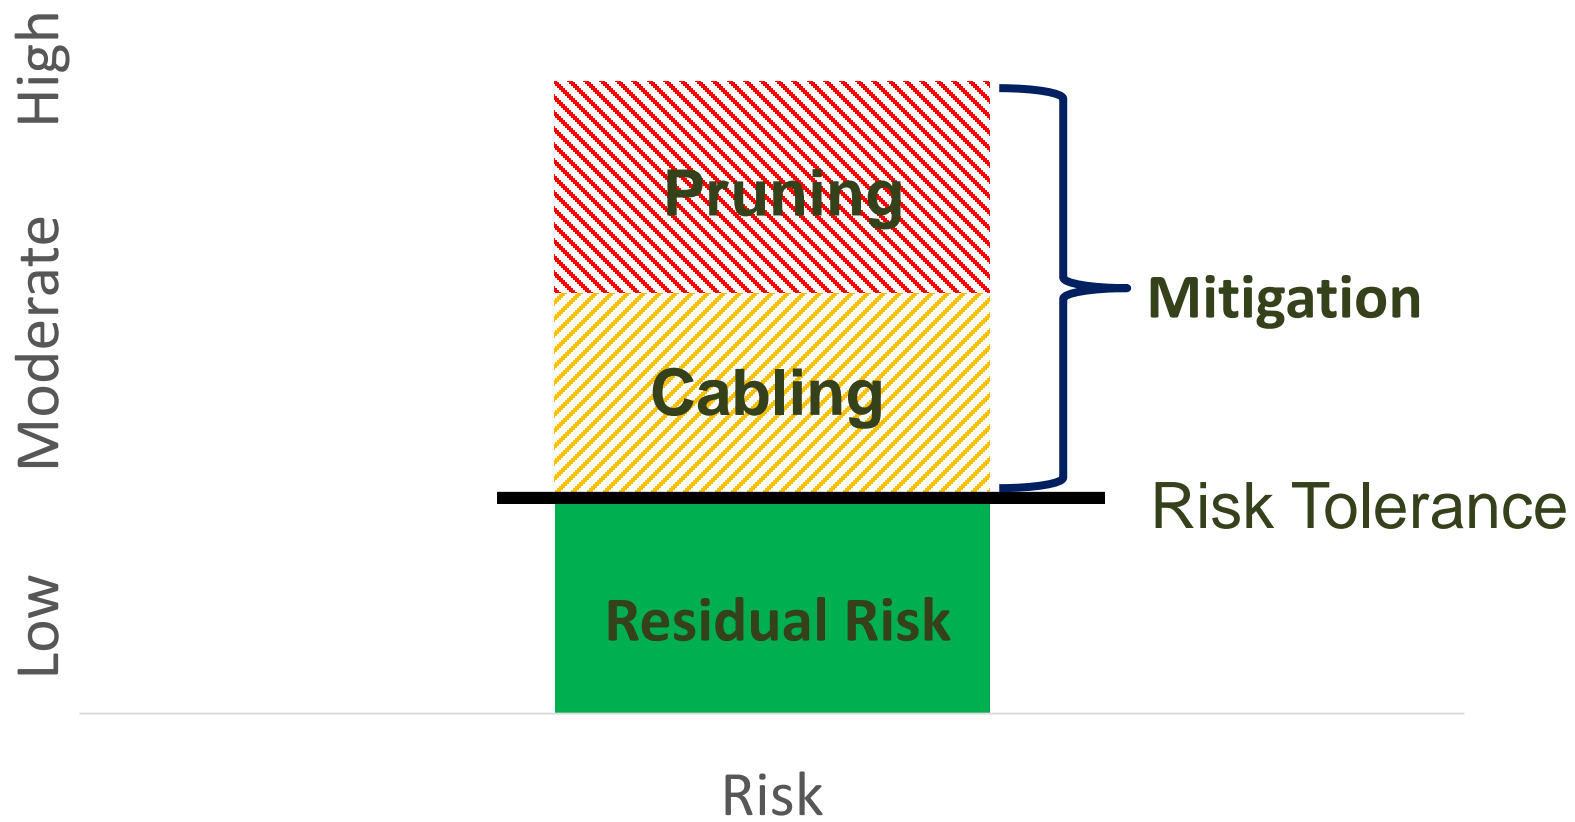 High
Moderate
Low
Pruning
Cabling
Residual Risk
Mitigation
Risk Tolerance
Risk